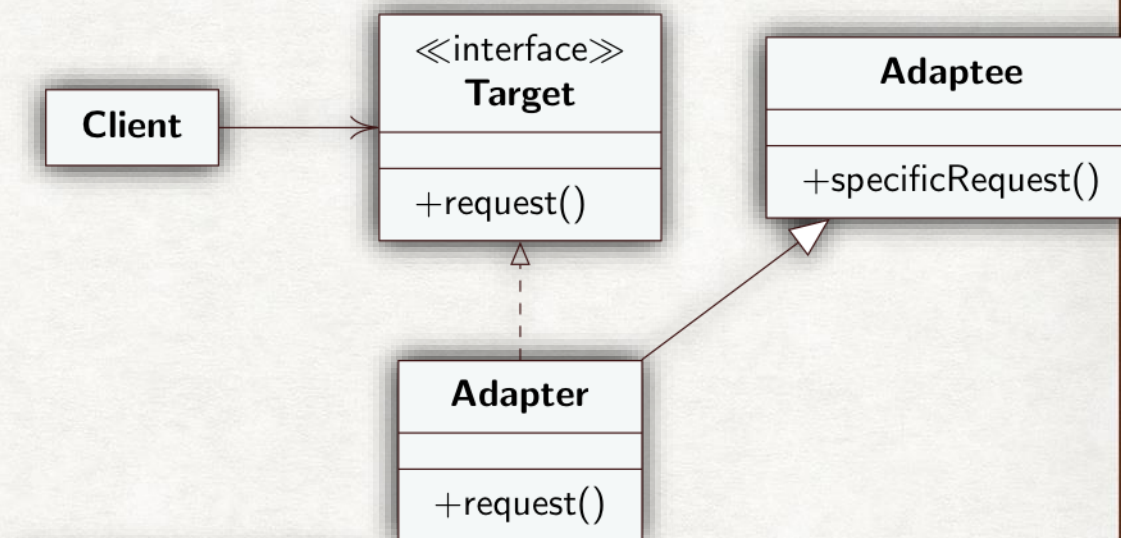 Client
≪interface≫
Target
+request()
Adaptee
+specificRequest()
Adapter
+request()